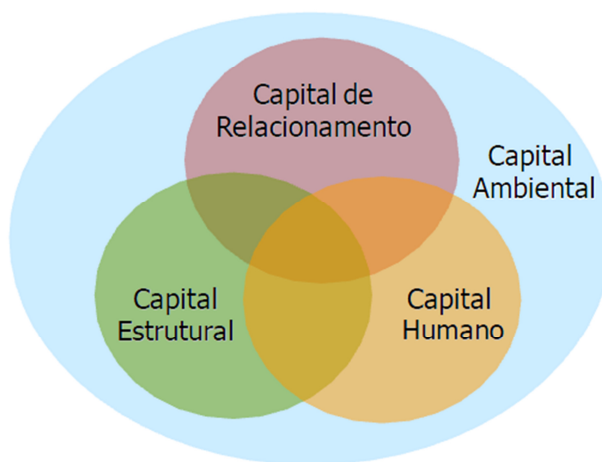 Capital de
Relacionamento
Capital
Ambiental
Capital
Estrutural
Capital
Humano